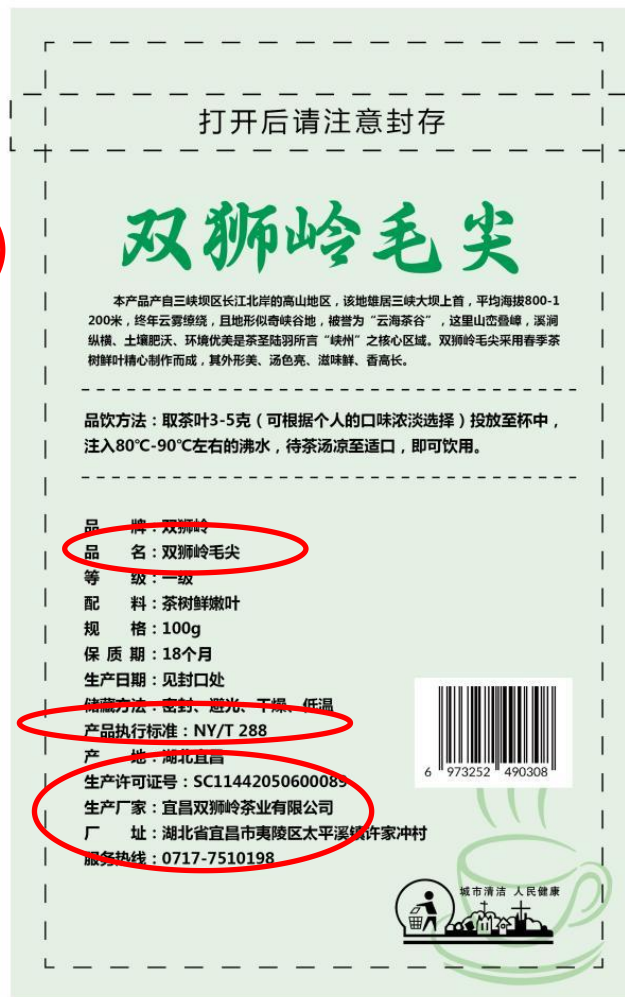 打开后请注意封存
双狮岭毛尖
本产品产自三峡坝区长江北岸的高山地区，该地雄居三峡大坝上首，平均海拔800-1
200米，终年云雾缭绕，且地形似奇峡谷地，被誉为“云海茶谷”，这里山峦叠嶂，溪涧
纵横、土壤肥沃、环境优美是茶圣陆羽所言“峡州”之核心区域。双狮岭毛尖采用春季茶
树鲜叶精心制作而成，其外形美、汤色亮、滋味鲜、香高长。
品饮方法：取茶叶3-5克（可根据个人的口味浓淡选择）投放至杯中，
注入80℃-90℃左右的沸水，待茶汤凉至适口，即可饮用。
品 牌：双狮岭
品 名：双狮岭毛尖
等 级：一级
配 料：茶树鲜嫩叶
规 格：100g
保 质 期：18个月
生产日期：见封口处
储藏方法：密封、避光、干燥、低温
产品执行标准：NY/T 288
产 地：湖北宜昌
生产许可证号：SC11442050600089
生产厂家：宜昌双狮岭茶业有限公司
厂 址：湖北省宜昌市夷陵区太平溪镇许家冲村
服务热线：0717-7510198
6 973252 490308
城市清洁 人民健康